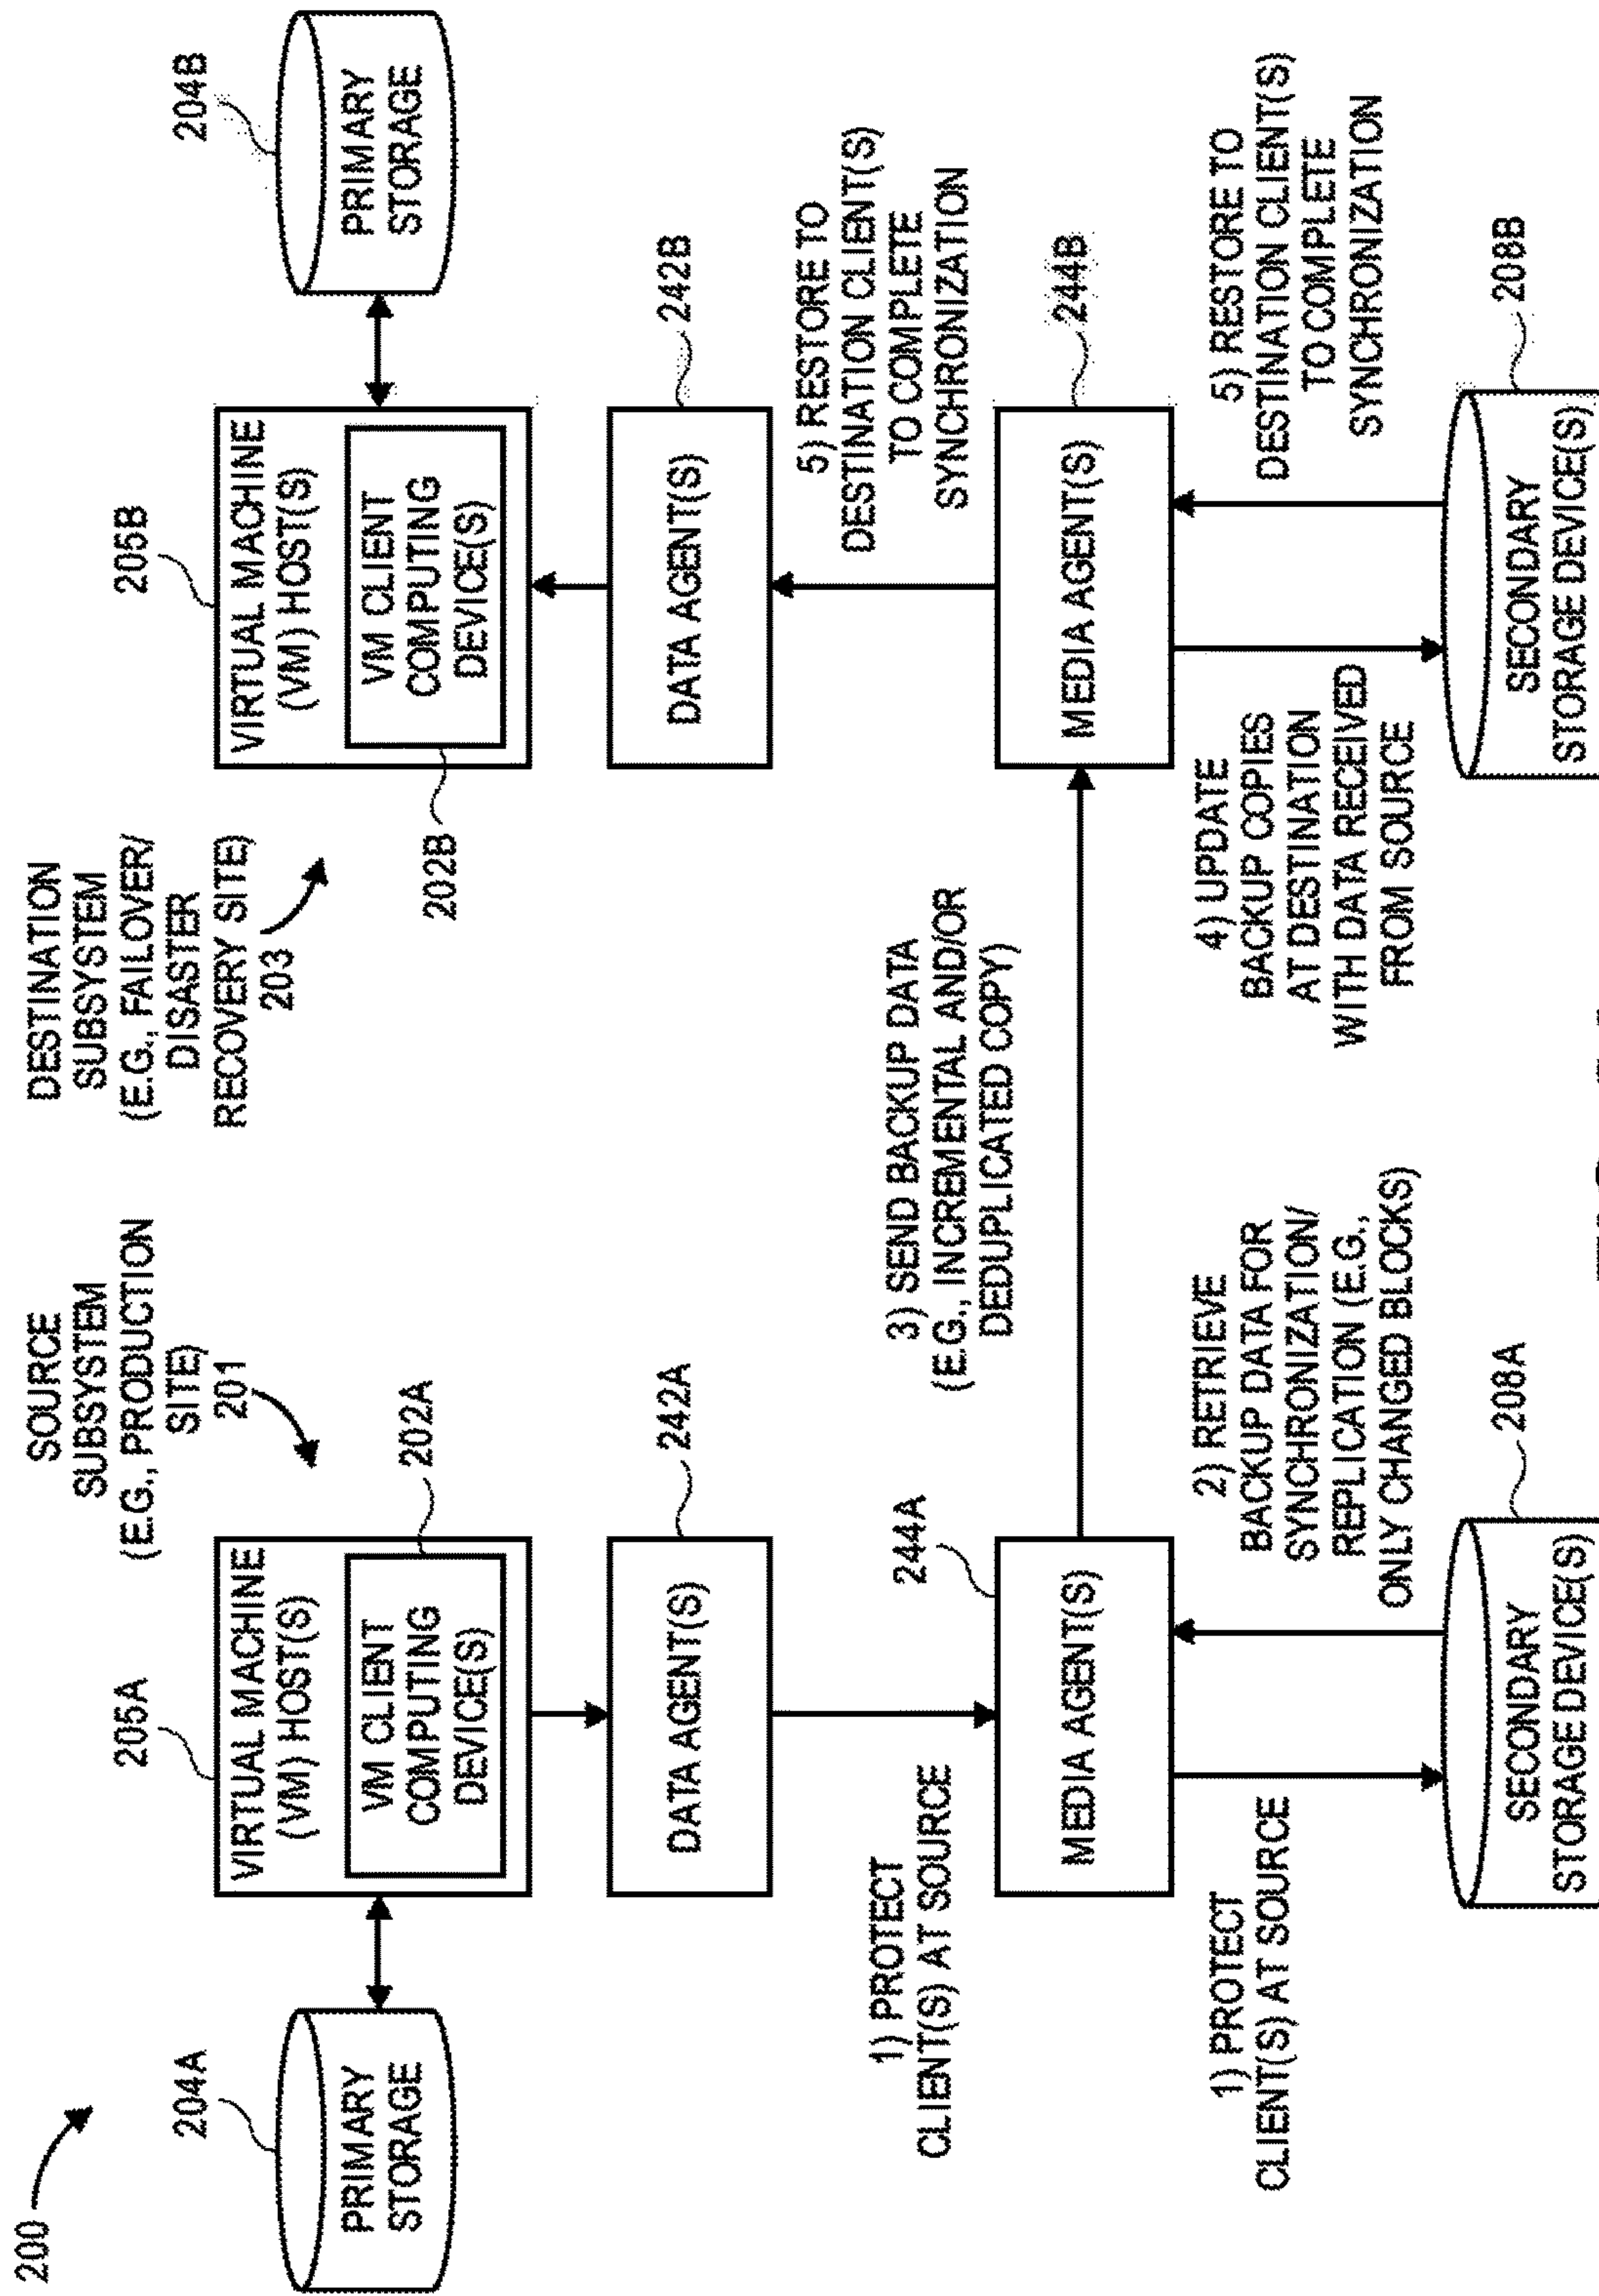 200
SOURCE
SUBSYSTEM
(E.G., PRODUCTION
SITE)
201
DESTINATION
SUBSYSTEM
(E.G., FAILOVER/
DISASTER
RECOVERY SITE)
203
204A
PRIMARY
STORAGE
205A
VIRTUAL MACHINE
(VM) HOST(S)
VM CLIENT
COMPUTING
DEVICE(S)
202A
205B
VIRTUAL MACHINE
(VM) HOST(S)
VM CLIENT
COMPUTING
DEVICE(S)
202B
204B
PRIMARY
STORAGE
DATA AGENT(S)
242A
DATA AGENT(S)
242B
1) PROTECT
CLIENT(S) AT SOURCE
244A
MEDIA AGENT(S)
3) SEND BACKUP DATA
(E.G., INCREMENTAL AND/OR
DEDUPLICATED COPY)
5) RESTORE TO
DESTINATION CLIENT(S)
TO COMPLETE
SYNCHRONIZATION
MEDIA AGENT(S)
244B
1) PROTECT
CLIENT(S) AT SOURCE
2) RETRIEVE
BACKUP DATA FOR
SYNCHRONIZATION/
REPLICATION (E.G.,
ONLY CHANGED BLOCKS)
4) UPDATE
BACKUP COPIES
AT DESTINATION
WITH DATA RECEIVED
FROM SOURCE
5) RESTORE TO
DESTINATION CLIENT(S)
TO COMPLETE
SYNCHRONIZATION
SECONDARY
STORAGE DEVICE(S)
208A
SECONDARY
STORAGE DEVICE(S)
208B